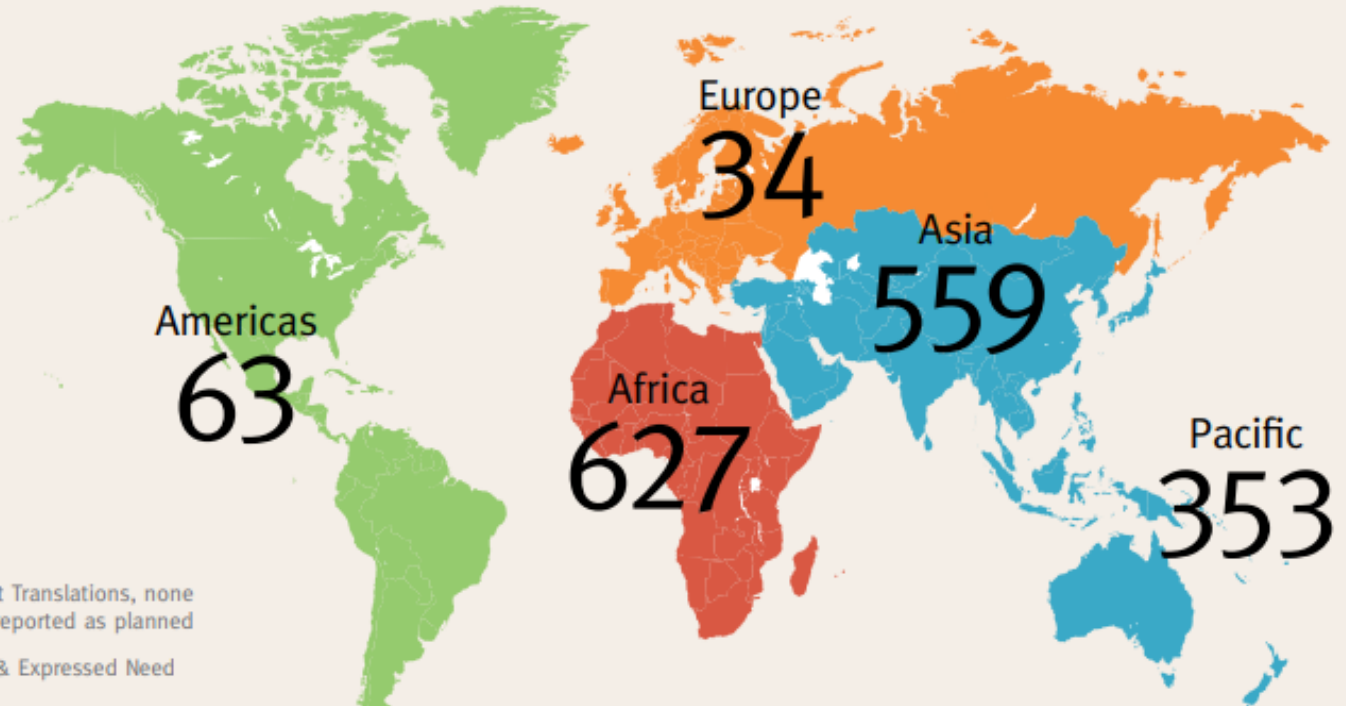 Europe
34
Asia
559
Americas
63
Africa
627
Pacific
353
Translations, none
reported as planned
& Expressed Need